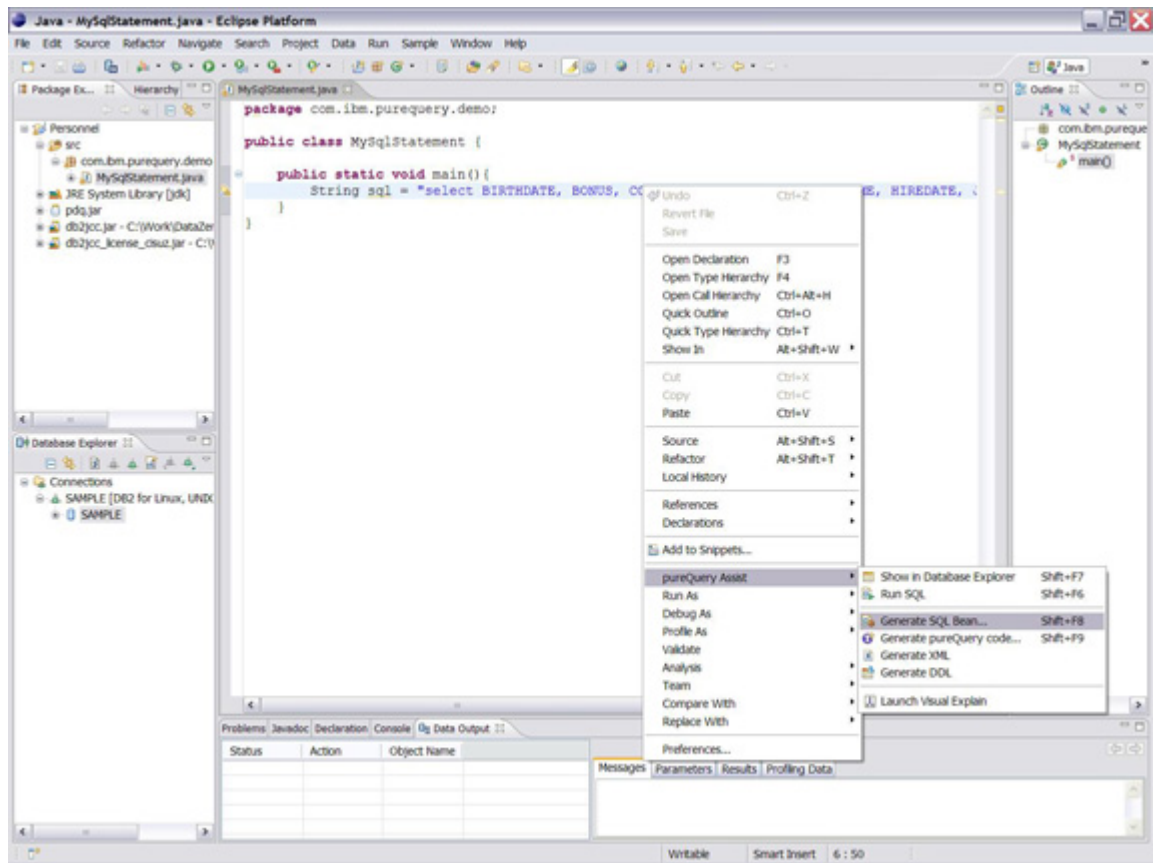 Java - MySqlStatement.java - Eclipse Platform
File Edit Source Refactor Navigate Search Project Data Run Sample Window Help
Java
Package Ex... Hierarchy
MySqlStatement.java
Outline
Personnel
src
com.ibm.purequery.demo
MySqlStatement.java
JRE System Library [jdk]
pdq.jar
db2jcc.jar - C:\Work\DataZer
db2jcc_license_cisuz.jar - C:\
package com.ibm.purequery.demo;
public class MySqlStatement {
public static void main(){
String sql = "select BIRTHDATE, BONUS, CO
E, HIREDATE,
}
}
com.ibm.pureque
MySqlStatement
main()
Undo Ctrl+Z
Revert File
Save
Open Declaration F3
Open Type Hierarchy F4
Open Call Hierarchy Ctrl+Alt+H
Quick Outline Ctrl+O
Quick Type Hierarchy Ctrl+T
Show In Alt+Shift+W
Cut Ctrl+X
Copy Ctrl+C
Paste Ctrl+V
Source Alt+Shift+S
Refactor Alt+Shift+T
Local History
References
Declarations
Add to Snippets...
pureQuery Assist
Run As
Debug As
Profile As
Validate
Analysis
Team
Compare With
Replace With
Preferences...
Show in Database Explorer Shift+F7
Run SQL Shift+F6
Generate SQL Bean... Shift+F8
Generate pureQuery code... Shift+F9
Generate XML
Generate DDL
Launch Visual Explain
Database Explorer
Connections
SAMPLE [DB2 for Linux, UNIX
SAMPLE
Problems Javadoc Declaration Console Data Output
Status Action Object Name
Messages Parameters Results Profiling Data
Writable Smart Insert 6 : 50